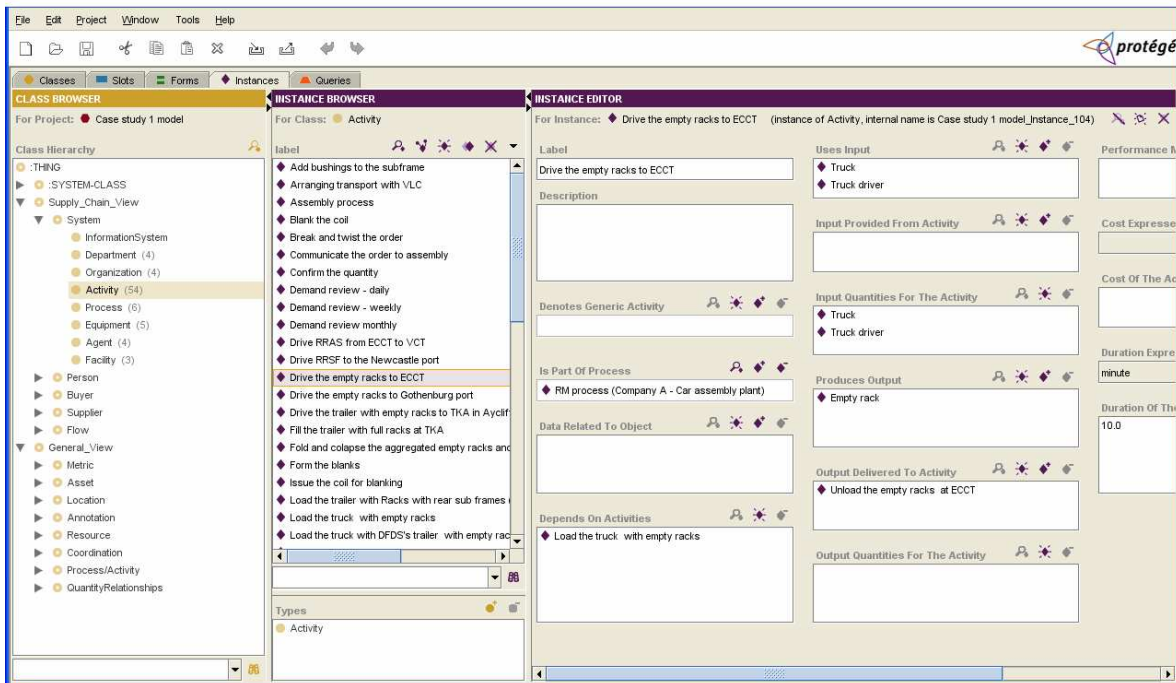 File Edit Project Window Tools Help
protégé
Classes Slots Forms Instances Queries
CLASS BROWSER
For Project: Case study 1 model
Class Hierarchy
:THING
:SYSTEM-CLASS
Supply_Chain_View
System
InformationSystem
Department (4)
Organization (4)
Activity (54)
Process (6)
Equipment (5)
Agent (4)
Facility (3)
Person
Buyer
Supplier
Flow
General_View
Metric
Asset
Location
Annotation
Resource
Coordination
Process/Activity
QuantityRelationships
INSTANCE BROWSER
For Class: Activity
label
Add bushings to the subframe
Arranging transport with VLC
Assembly process
Blank the coil
Break and twist the order
Communicate the order to assembly
Confirm the quantity
Demand review - daily
Demand review - weekly
Demand review monthly
Drive RRAS from ECCT to VCT
Drive RRSF to the Newcastle port
Drive the empty racks to ECCT
Drive the empty racks to Gothenburg port
Drive the trailer with empty racks to TKA in Ayclif
Fill the trailer with full racks at TKA
Fold and colapse the aggregated empty racks and
Form the blanks
Issue the coil for blanking
Load the trailer with Racks with rear sub frames
Load the truck with empty racks
Load the truck with DFDS's trailer with empty rac
Types
Activity
INSTANCE EDITOR
For Instance: Drive the empty racks to ECCT (instance of Activity, internal name is Case study 1 model_Instance_104)
Label
Drive the empty racks to ECCT
Description
Denotes Generic Activity
Is Part Of Process
RM process (Company A - Car assembly plant)
Data Related To Object
Depends On Activities
Load the truck with empty racks
Uses Input
Truck
Truck driver
Input Provided From Activity
Input Quantities For The Activity
Truck
Truck driver
Produces Output
Empty rack
Output Delivered To Activity
Unload the empty racks at ECCT
Output Quantities For The Activity
Performance M
Cost Expresse
Cost Of The Ac
Duration Expre
minute
Duration Of The
10.0